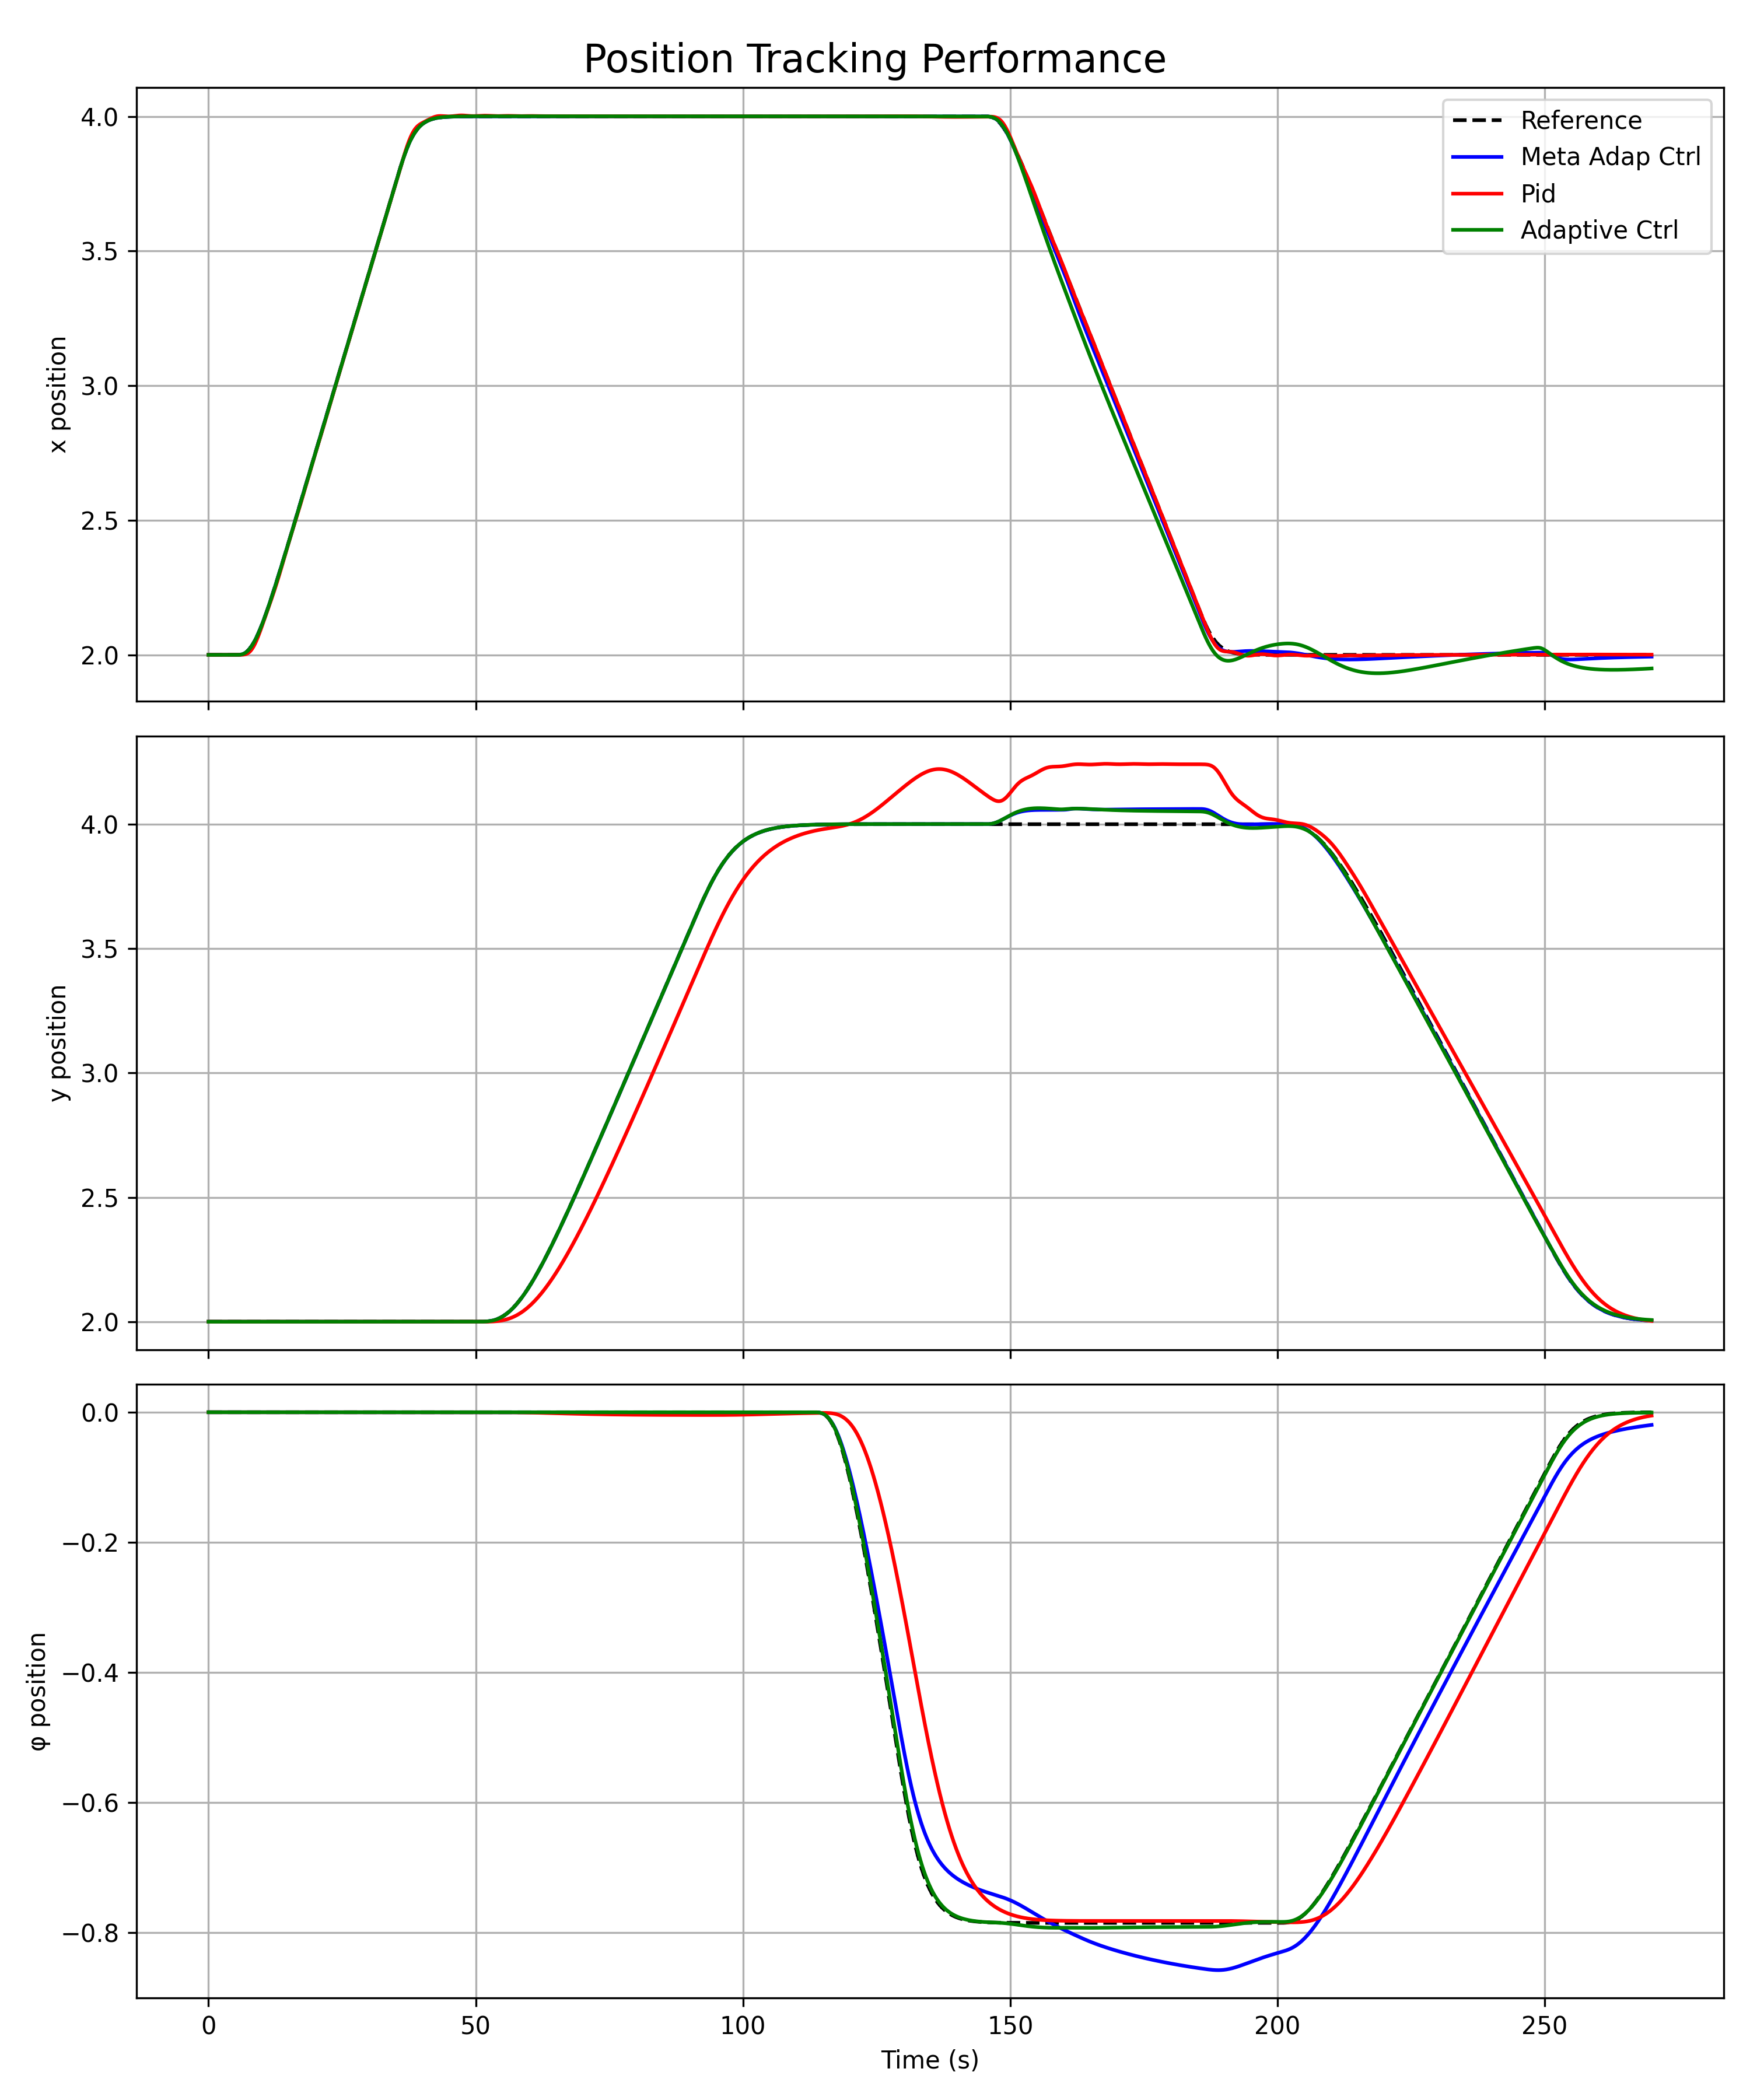 Position Tracking Performance
4.0
3.5
3.0
2.5
2.0
x position
Reference
Meta Adap Ctrl
Pid
Adaptive Ctrl
4.0
3.5
3.0
2.5
2.0
y position
0.0
−0.2
−0.4
−0.6
−0.8
φ position
0 50 100 150 200 250
Time (s)